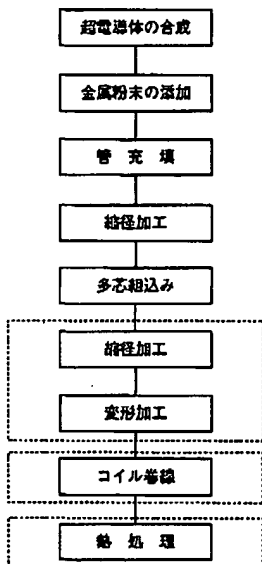 超電導体の合成
金属粉末の添加
管 充 填
縮径加工
多芯組込み
縮径加工
変形加工
コイル巻線
熱 処 理